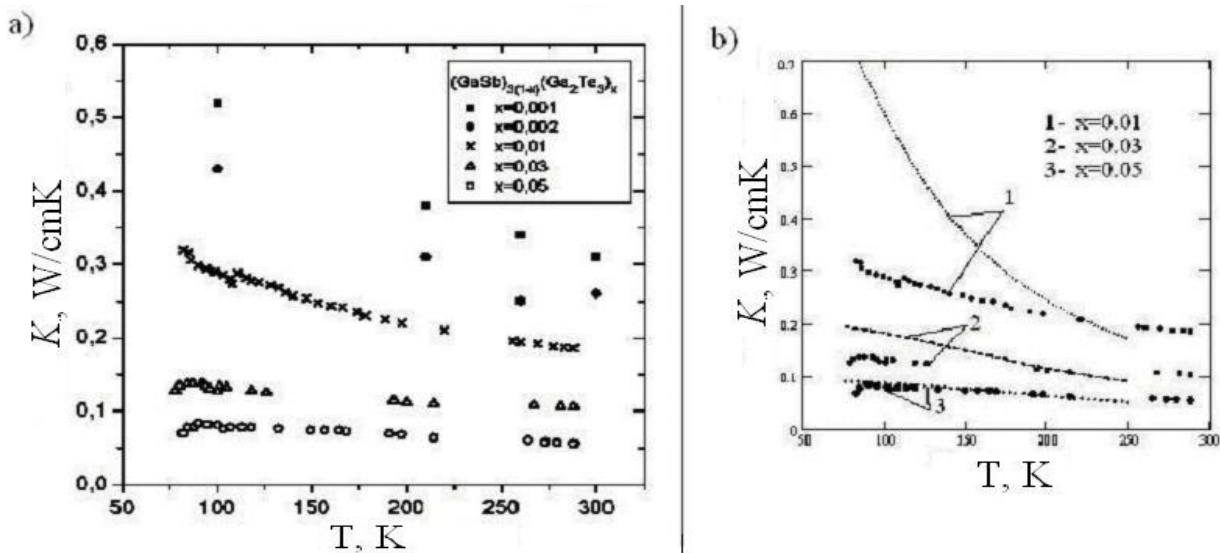 a)
0,6
0,5
0,4
0,3
0,2
0,1
0,0
K, W/cmK
(GaSb)3(1-x)(Ga2Te3)x
x=0,001
x=0,002
x=0,01
x=0,03
x=0,05
50 100 150 200 250 300
T, K
b)
0.7
0.6
0.5
0.4
0.3
0.2
0.1
0
K, W/cmK
1- x=0.01
2- x=0.03
3- x=0.05
1
2
3
50 100 150 200 250 300
T, K